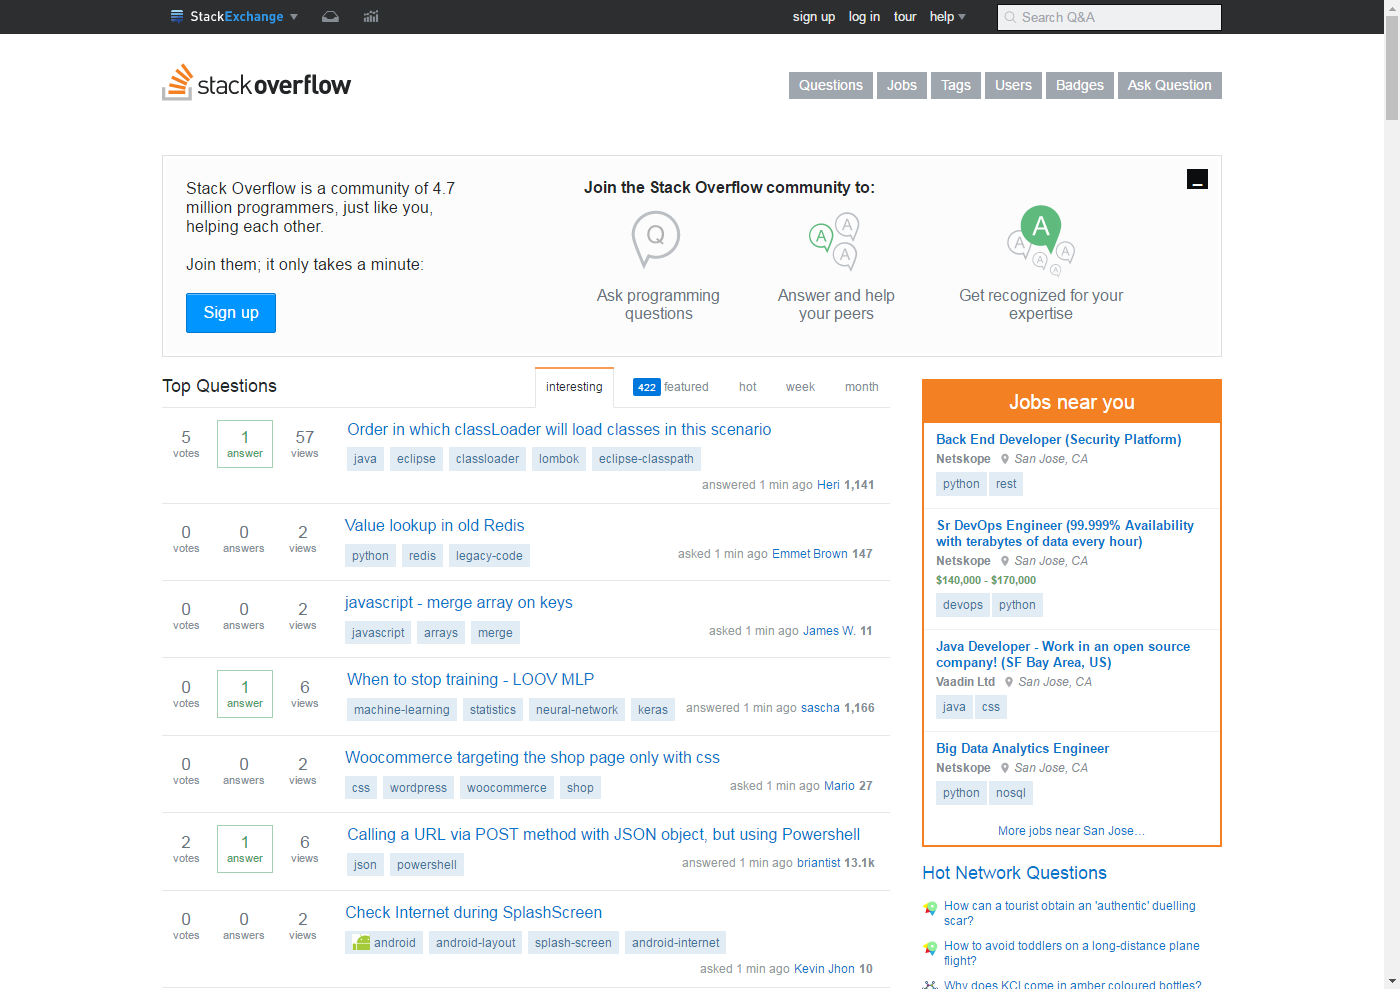 StackExchange
sign up log in tour help
Search Q&A
stackoverflow
Questions Jobs Tags Users Badges Ask Question
Stack Overflow is a community of 4.7
million programmers, just like you,
helping each other.
Join them; it only takes a minute:
Sign up
Join the Stack Overflow community to:
Q
A A A
A A A A A
Ask programming
questions
Answer and help
your peers
Get recognized for your
expertise
Top Questions
interesting 422 featured hot week month
5 votes 1 answer 57 views
Order in which classLoader will load classes in this scenario
java eclipse classloader lombok eclipse-classpath
answered 1 min ago Heri 1,141
0 votes 0 answers 2 views
Value lookup in old Redis
python redis legacy-code
asked 1 min ago Emmet Brown 147
0 votes 0 answers 2 views
javascript - merge array on keys
javascript arrays merge
asked 1 min ago James W. 11
0 votes 1 answer 6 views
When to stop training - LOOV MLP
machine-learning statistics neural-network keras
answered 1 min ago sascha 1,166
0 votes 0 answers 2 views
Woocommerce targeting the shop page only with css
css wordpress woocommerce shop
asked 1 min ago Mario 27
2 votes 1 answer 6 views
Calling a URL via POST method with JSON object, but using Powershell
json powershell
answered 1 min ago briantist 13.1k
0 votes 0 answers 2 views
Check Internet during SplashScreen
android android-layout splash-screen android-internet
asked 1 min ago Kevin Jhon 10
Jobs near you
Back End Developer (Security Platform)
Netskope San Jose, CA
python rest
Sr DevOps Engineer (99.999% Availability
with terabytes of data every hour)
Netskope San Jose, CA
$140,000 - $170,000
devops python
Java Developer - Work in an open source
company! (SF Bay Area, US)
Vaadin Ltd San Jose, CA
java css
Big Data Analytics Engineer
Netskope San Jose, CA
python nosql
More jobs near San Jose...
Hot Network Questions
How can a tourist obtain an 'authentic' duelling
scar?
How to avoid toddlers on a long-distance plane
flight?
Why does KCl come in amber coloured bottles?